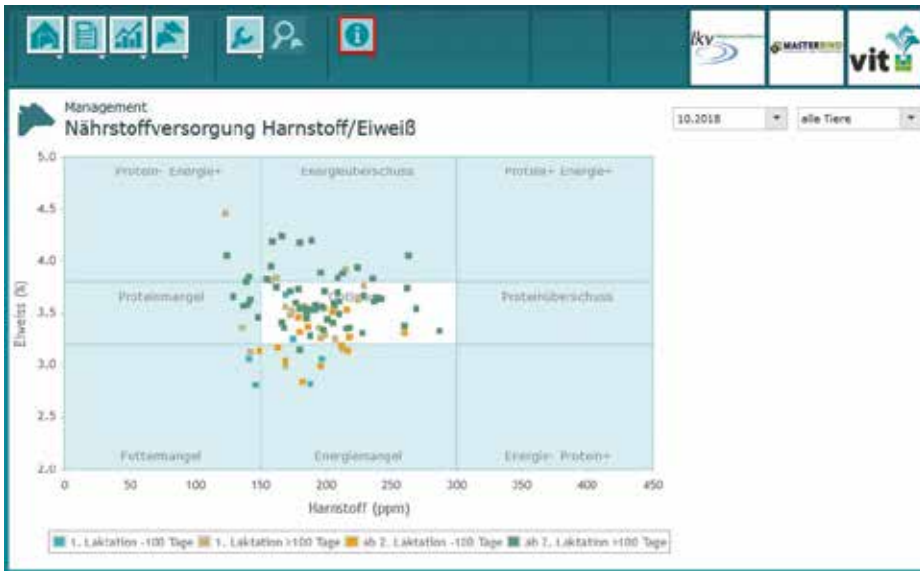 lkv
MASTERRIND
vit
Management
Nährstoffversorgung Harnstoff/Eiweiß
10.2018
alle Tiere
5.0
4.5
4.0
3.5
3.0
2.5
2.0
Eiweiss (%)
Protein- Energie+
Energieüberschuss
Protein+ Energie+
Proteinmangel
Proteinüberschuss
Futtermangel
Energiemangel
Energie- Protein+
0
50
100
150
200
250
300
350
400
450
Harnstoff (ppm)
1. Laktation -100 Tage
1. Laktation >100 Tage
ab 2. Laktation -100 Tage
ab 2. Laktation >100 Tage